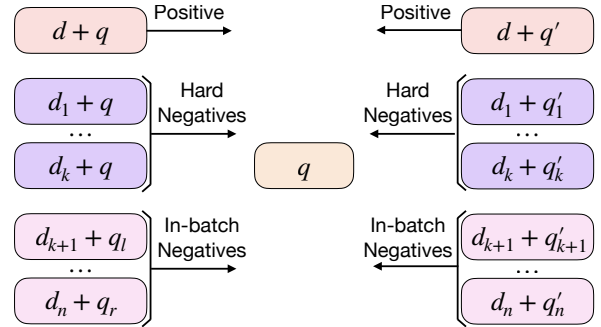 d + q Positive Positive d + q′
d₁ + q Hard Negatives Hard Negatives d₁ + q′₁
... ...
dₖ + q q dₖ + q′ₖ
dₖ₊₁ + qₗ In-batch Negatives In-batch Negatives dₖ₊₁ + q′ₖ₊₁
... ...
dₙ + qᵣ dₙ + q′ₙ